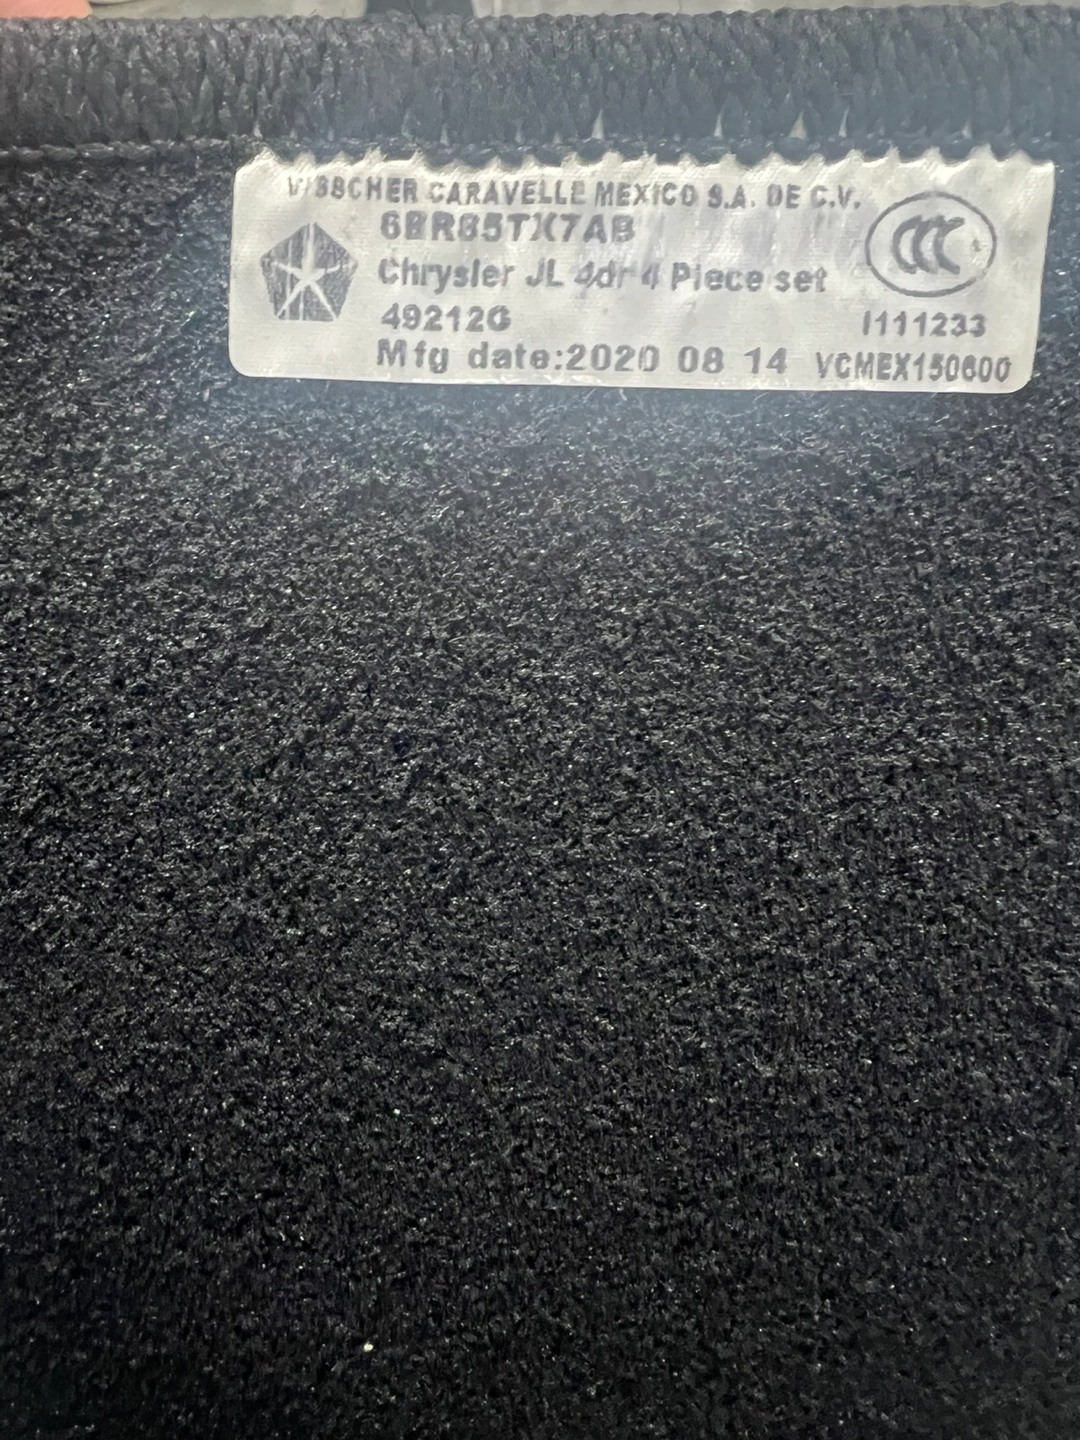 VISSCHER CARAVELLE MEXICO S.A. DE C.V.
6BR85TX7AB
Chrysler JL 4dr 4 Piece set
49212G
I111233
Mfg date:2020 08 14
VCMEX150600
CCC